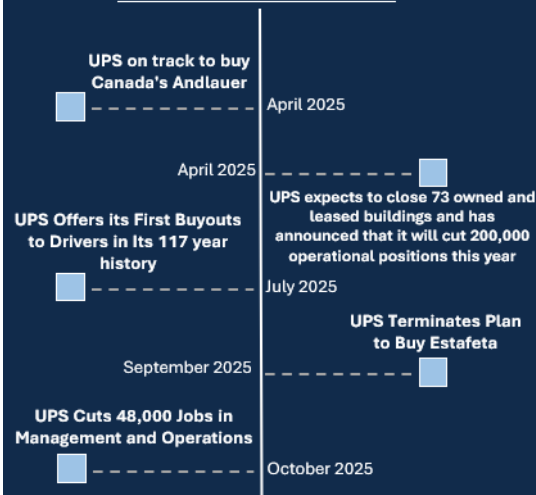 UPS on track to buy
Canada's Andlauer
April 2025
April 2025
UPS expects to close 73 owned and
leased buildings and has
announced that it will cut 200,000
operational positions this year
UPS Offers its First Buyouts
to Drivers in Its 117 year
history
July 2025
UPS Terminates Plan
to Buy Estafeta
September 2025
UPS Cuts 48,000 Jobs in
Management and Operations
October 2025